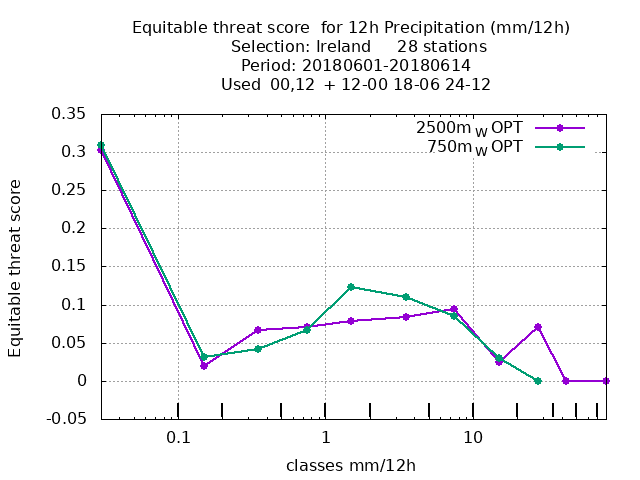 Equitable threat score  for 12h Precipitation (mm/12h)
Selection: Ireland     28 stations
Period: 20180601-20180614
Used  00,12  + 12-00 18-06 24-12
2500m W OPT
750m W OPT
0.35
0.3
0.25
0.2
0.15
0.1
0.05
0
-0.05
Equitable threat score
0.1
1
10
classes mm/12h